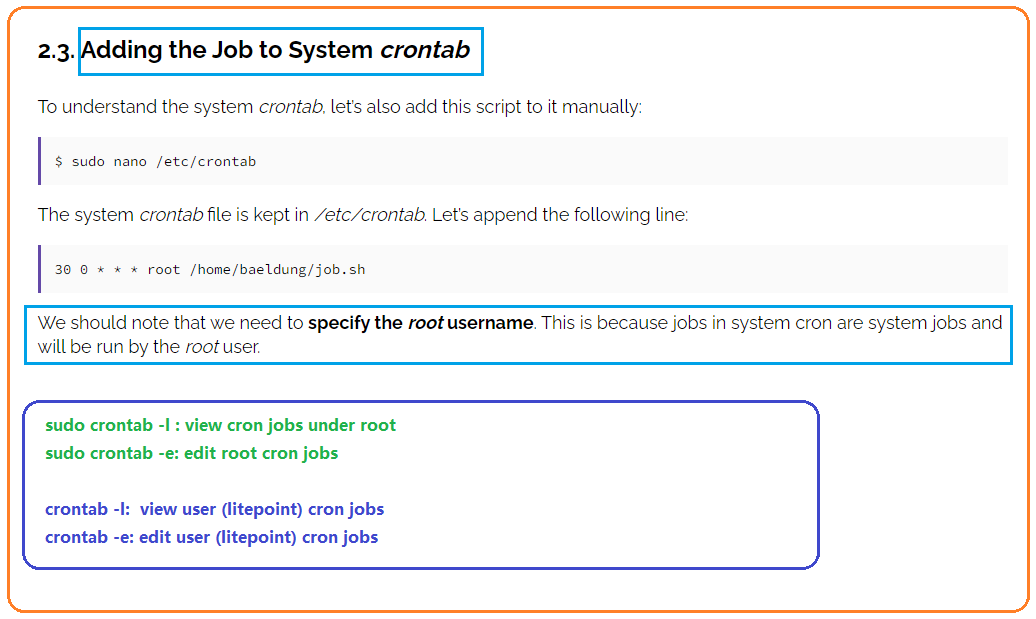 2.3. Adding the Job to System crontab
To understand the system crontab, let's also add this script to it manually:
$ sudo nano /etc/crontab
The system crontab file is kept in /etc/crontab. Let's append the following line:
30 0 * * * root /home/baeldung/job.sh
We should note that we need to specify the root username. This is because jobs in system cron are system jobs and
will be run by the root user.
sudo crontab -l : view cron jobs under root
sudo crontab -e: edit root cron jobs
crontab -l:  view user (litepoint) cron jobs
crontab -e: edit user (litepoint) cron jobs